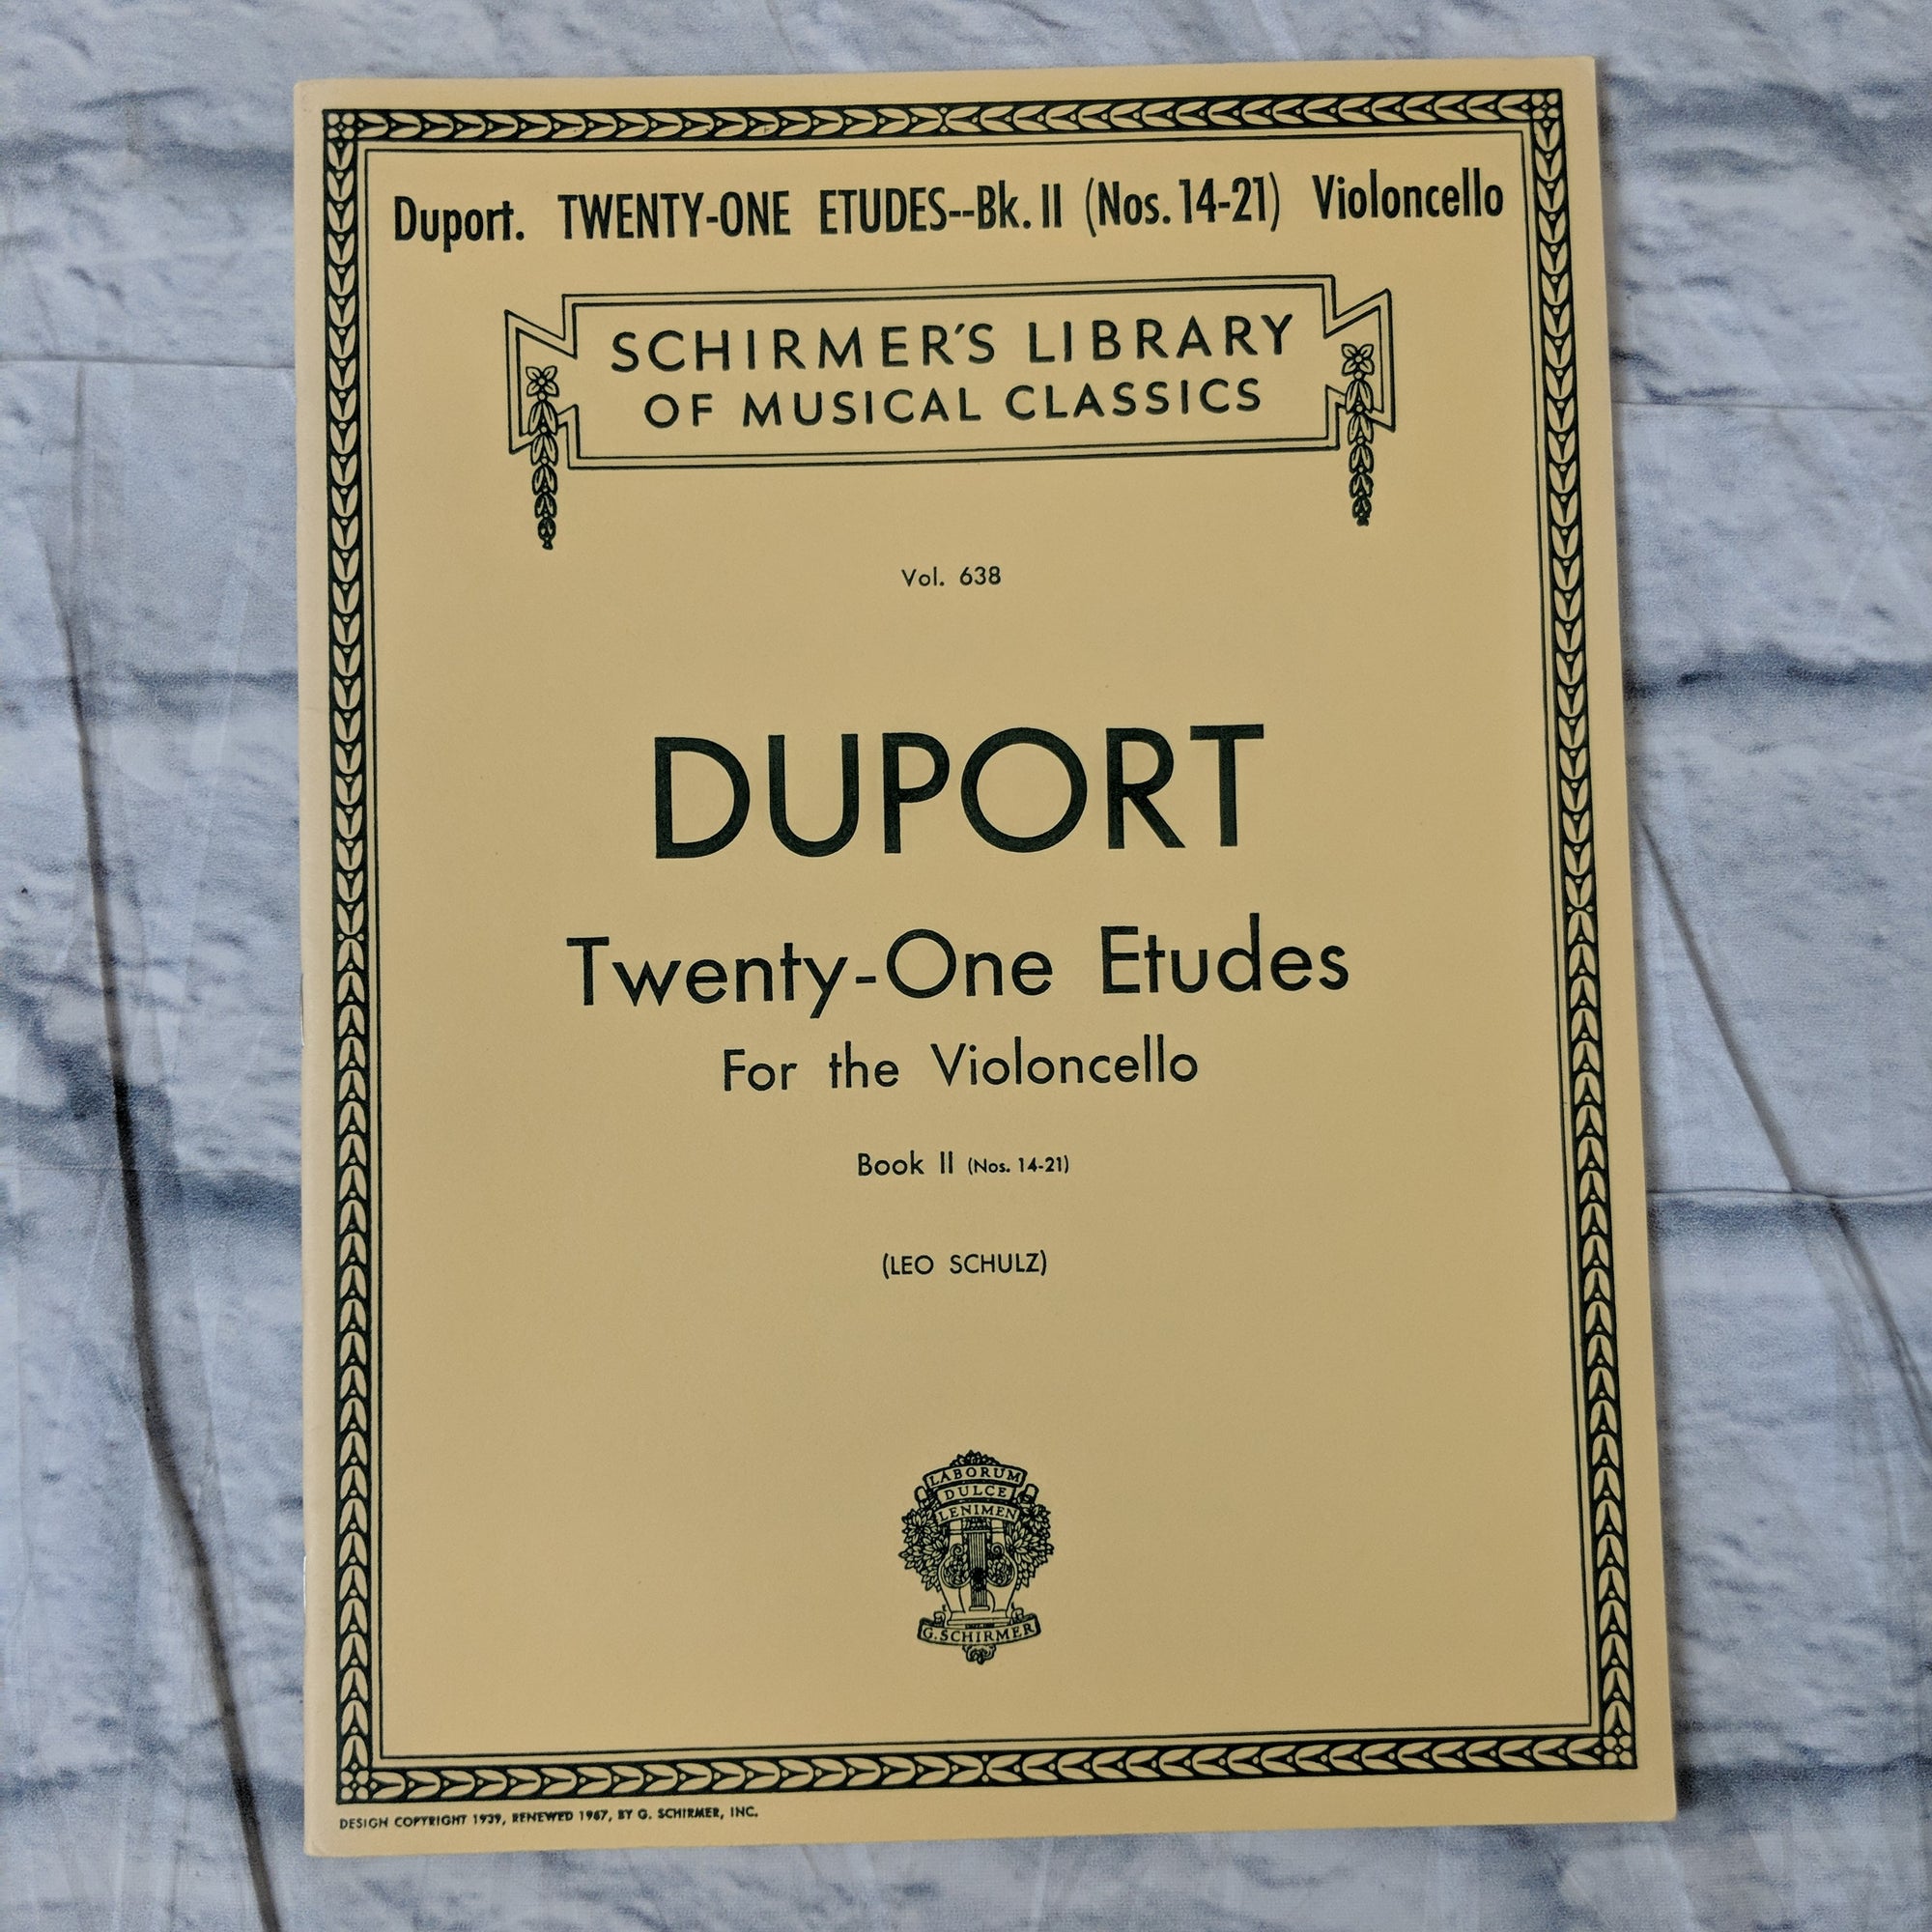 Duport. TWENTY-ONE ETUDES--Bk. II (Nos. 14-21) Violoncello
SCHIRMER'S LIBRARY
OF MUSICAL CLASSICS
Vol. 638
DUPORT
Twenty-One Etudes
For the Violoncello
Book II (Nos. 14-21)
(LEO SCHULZ)
LABORUM
DULCE
LENIMEN
G. SCHIRMER
DESIGN COPYRIGHT 1939, RENEWED 1967, BY G. SCHIRMER, INC.